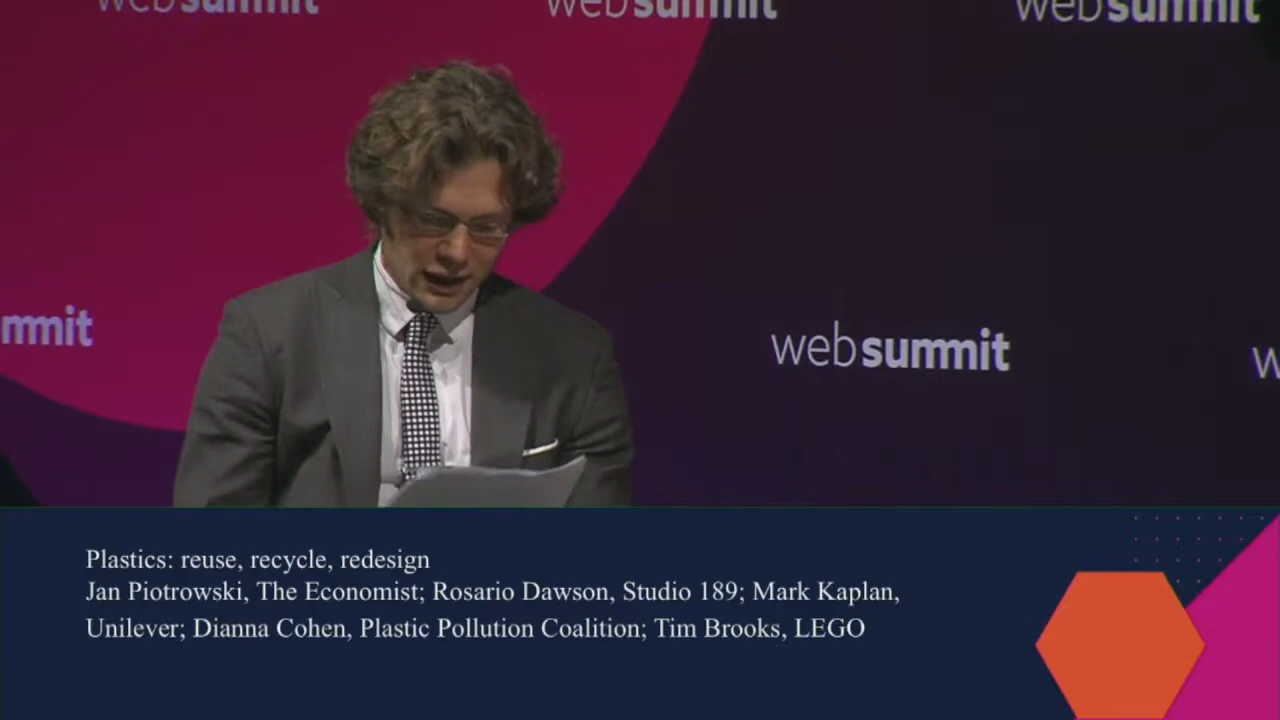 websummit
websummit
websummit
mmit
websummit
w
Plastics: reuse, recycle, redesign
Jan Piotrowski, The Economist; Rosario Dawson, Studio 189; Mark Kaplan,
Unilever; Dianna Cohen, Plastic Pollution Coalition; Tim Brooks, LEGO